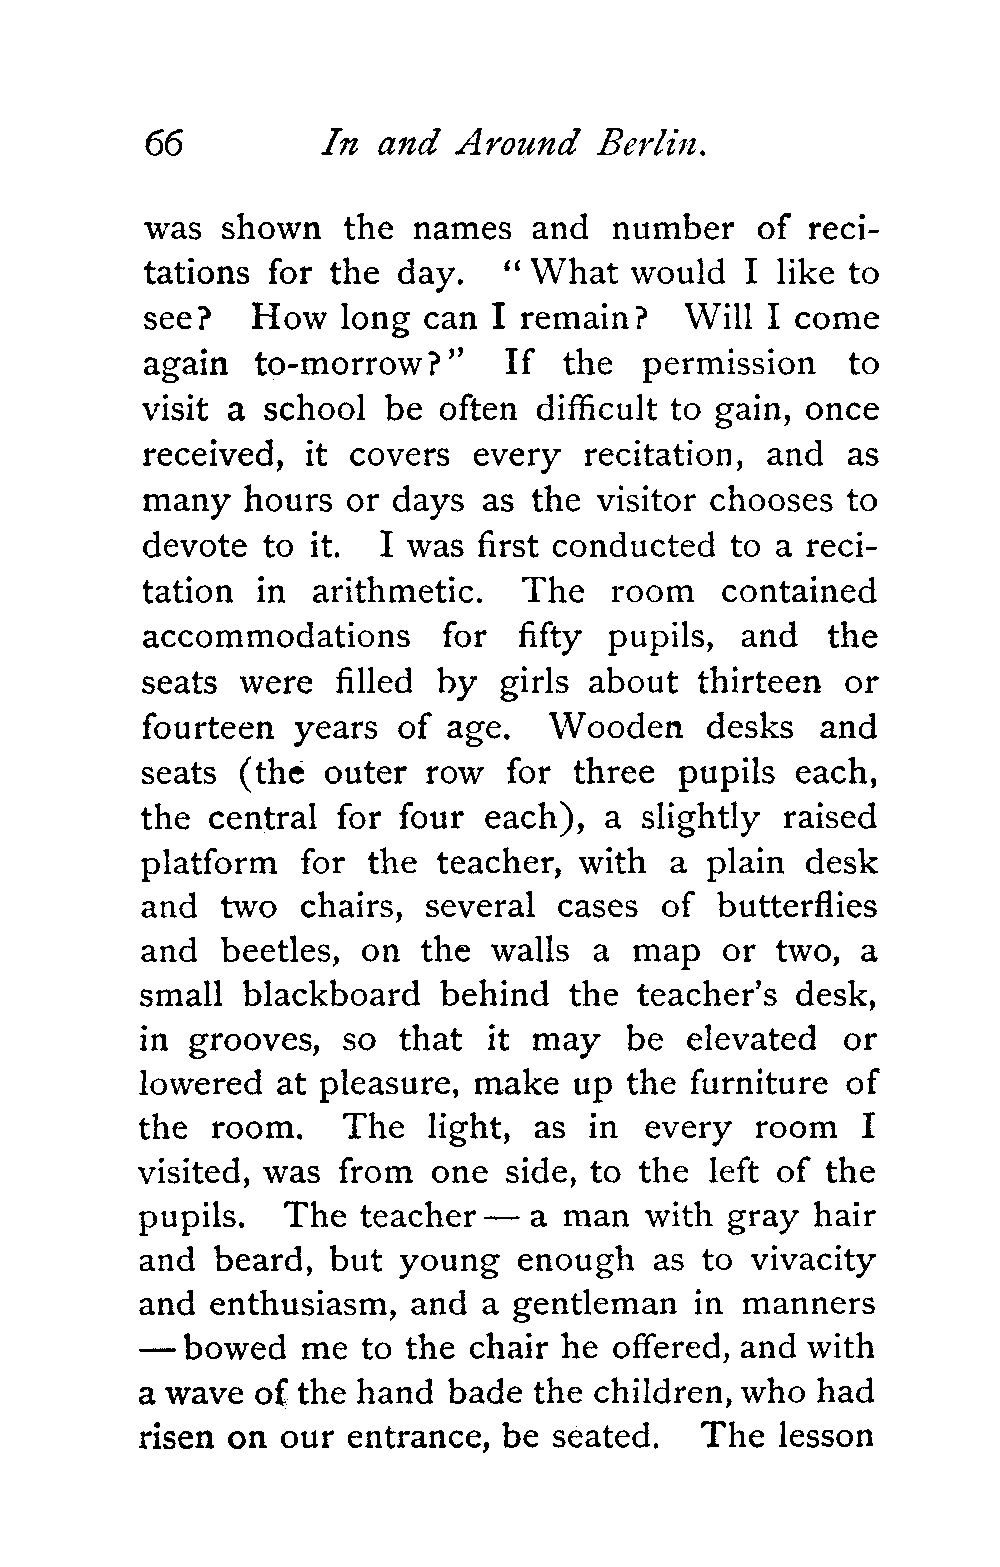 66 In and Around Berlin.
was shown the names and number of reci-
tations for the day. "What would I like to
see? How long can I remain? Will I come
again to-morrow?" If the permission to
visit a school be often difficult to gain, once
received, it covers every recitation, and as
many hours or days as the visitor chooses to
devote to it. I was first conducted to a reci-
tation in arithmetic. The room contained
accommodations for fifty pupils, and the
seats were filled by girls about thirteen or
fourteen years of age. Wooden desks and
seats (the outer row for three pupils each,
the central for four each), a slightly raised
platform for the teacher, with a plain desk
and two chairs, several cases of butterflies
and beetles, on the walls a map or two, a
small blackboard behind the teacher's desk,
in grooves, so that it may be elevated or
lowered at pleasure, make up the furniture of
the room. The light, as in every room I
visited, was from one side, to the left of the
pupils. The teacher — a man with gray hair
and beard, but young enough as to vivacity
and enthusiasm, and a gentleman in manners
— bowed me to the chair he offered, and with
a wave of the hand bade the children, who had
risen on our entrance, be seated. The lesson